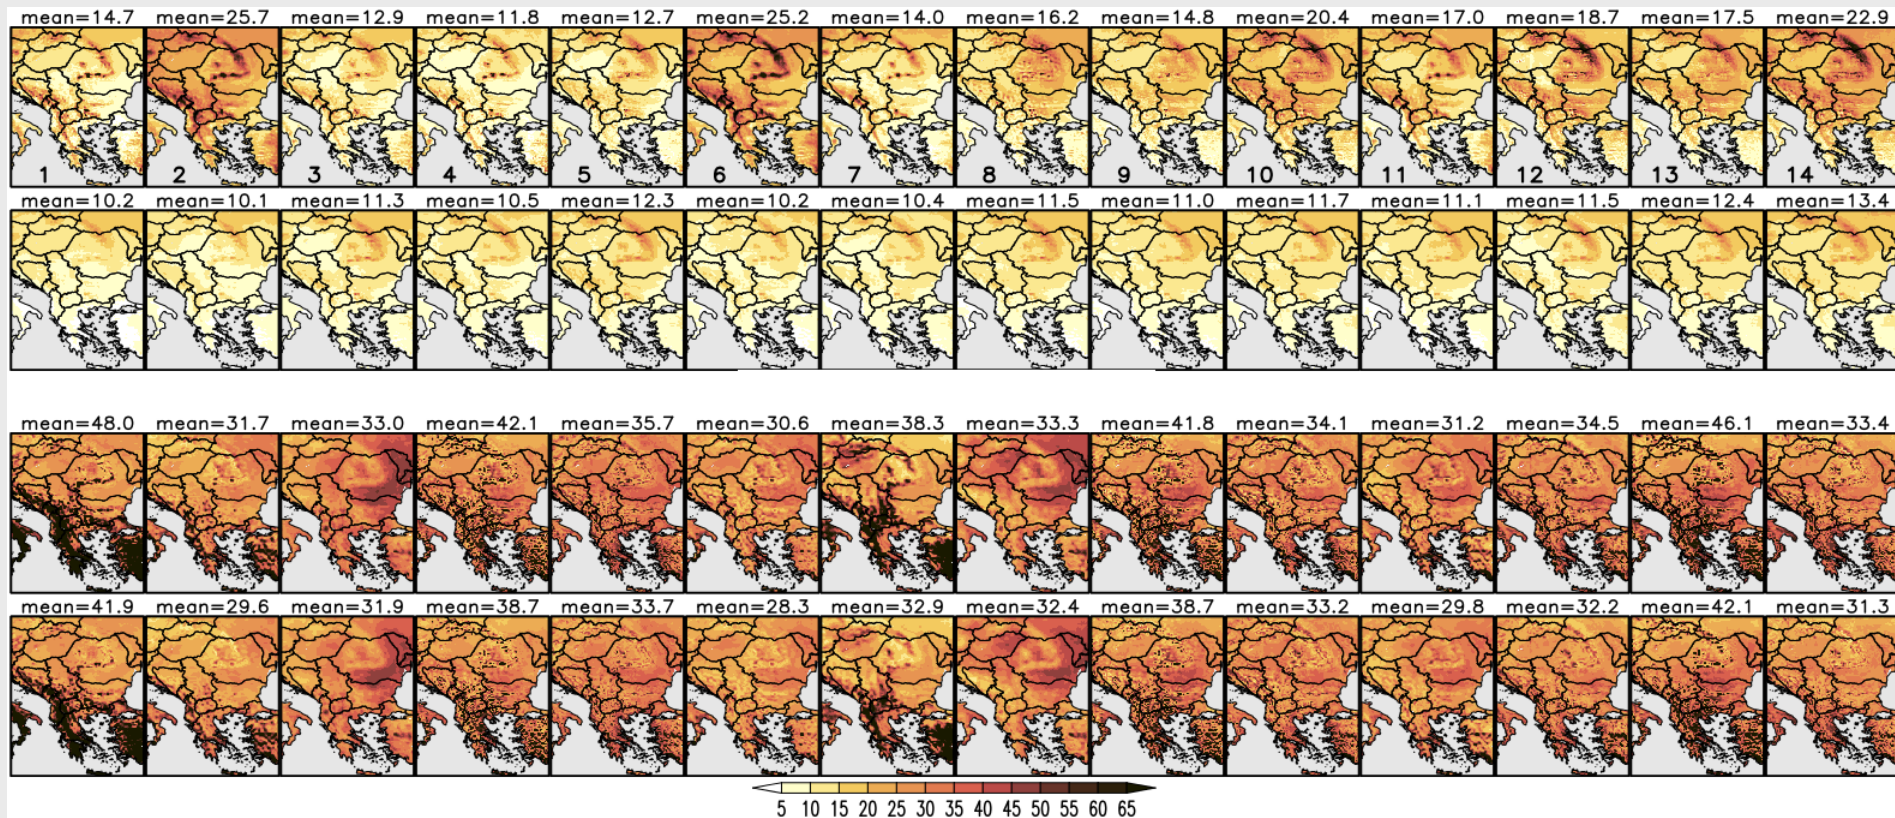 mean=14.7 mean=25.7 mean=12.9 mean=11.8 mean=12.7 mean=25.2 mean=14.0 mean=16.2 mean=14.8 mean=20.4 mean=17.0 mean=18.7 mean=17.5 mean=22.9
1 2 3 4 5 6 7 8 9 10 11 12 13 14
mean=10.2 mean=10.1 mean=11.3 mean=10.5 mean=12.3 mean=10.2 mean=10.4 mean=11.5 mean=11.0 mean=11.7 mean=11.1 mean=11.5 mean=12.4 mean=13.4
mean=48.0 mean=31.7 mean=33.0 mean=42.1 mean=35.7 mean=30.6 mean=38.3 mean=33.3 mean=41.8 mean=34.1 mean=31.2 mean=34.5 mean=46.1 mean=33.4
mean=41.9 mean=29.6 mean=31.9 mean=38.7 mean=33.7 mean=28.3 mean=32.9 mean=32.4 mean=38.7 mean=33.2 mean=29.8 mean=32.2 mean=42.1 mean=31.3
5 10 15 20 25 30 35 40 45 50 55 60 65